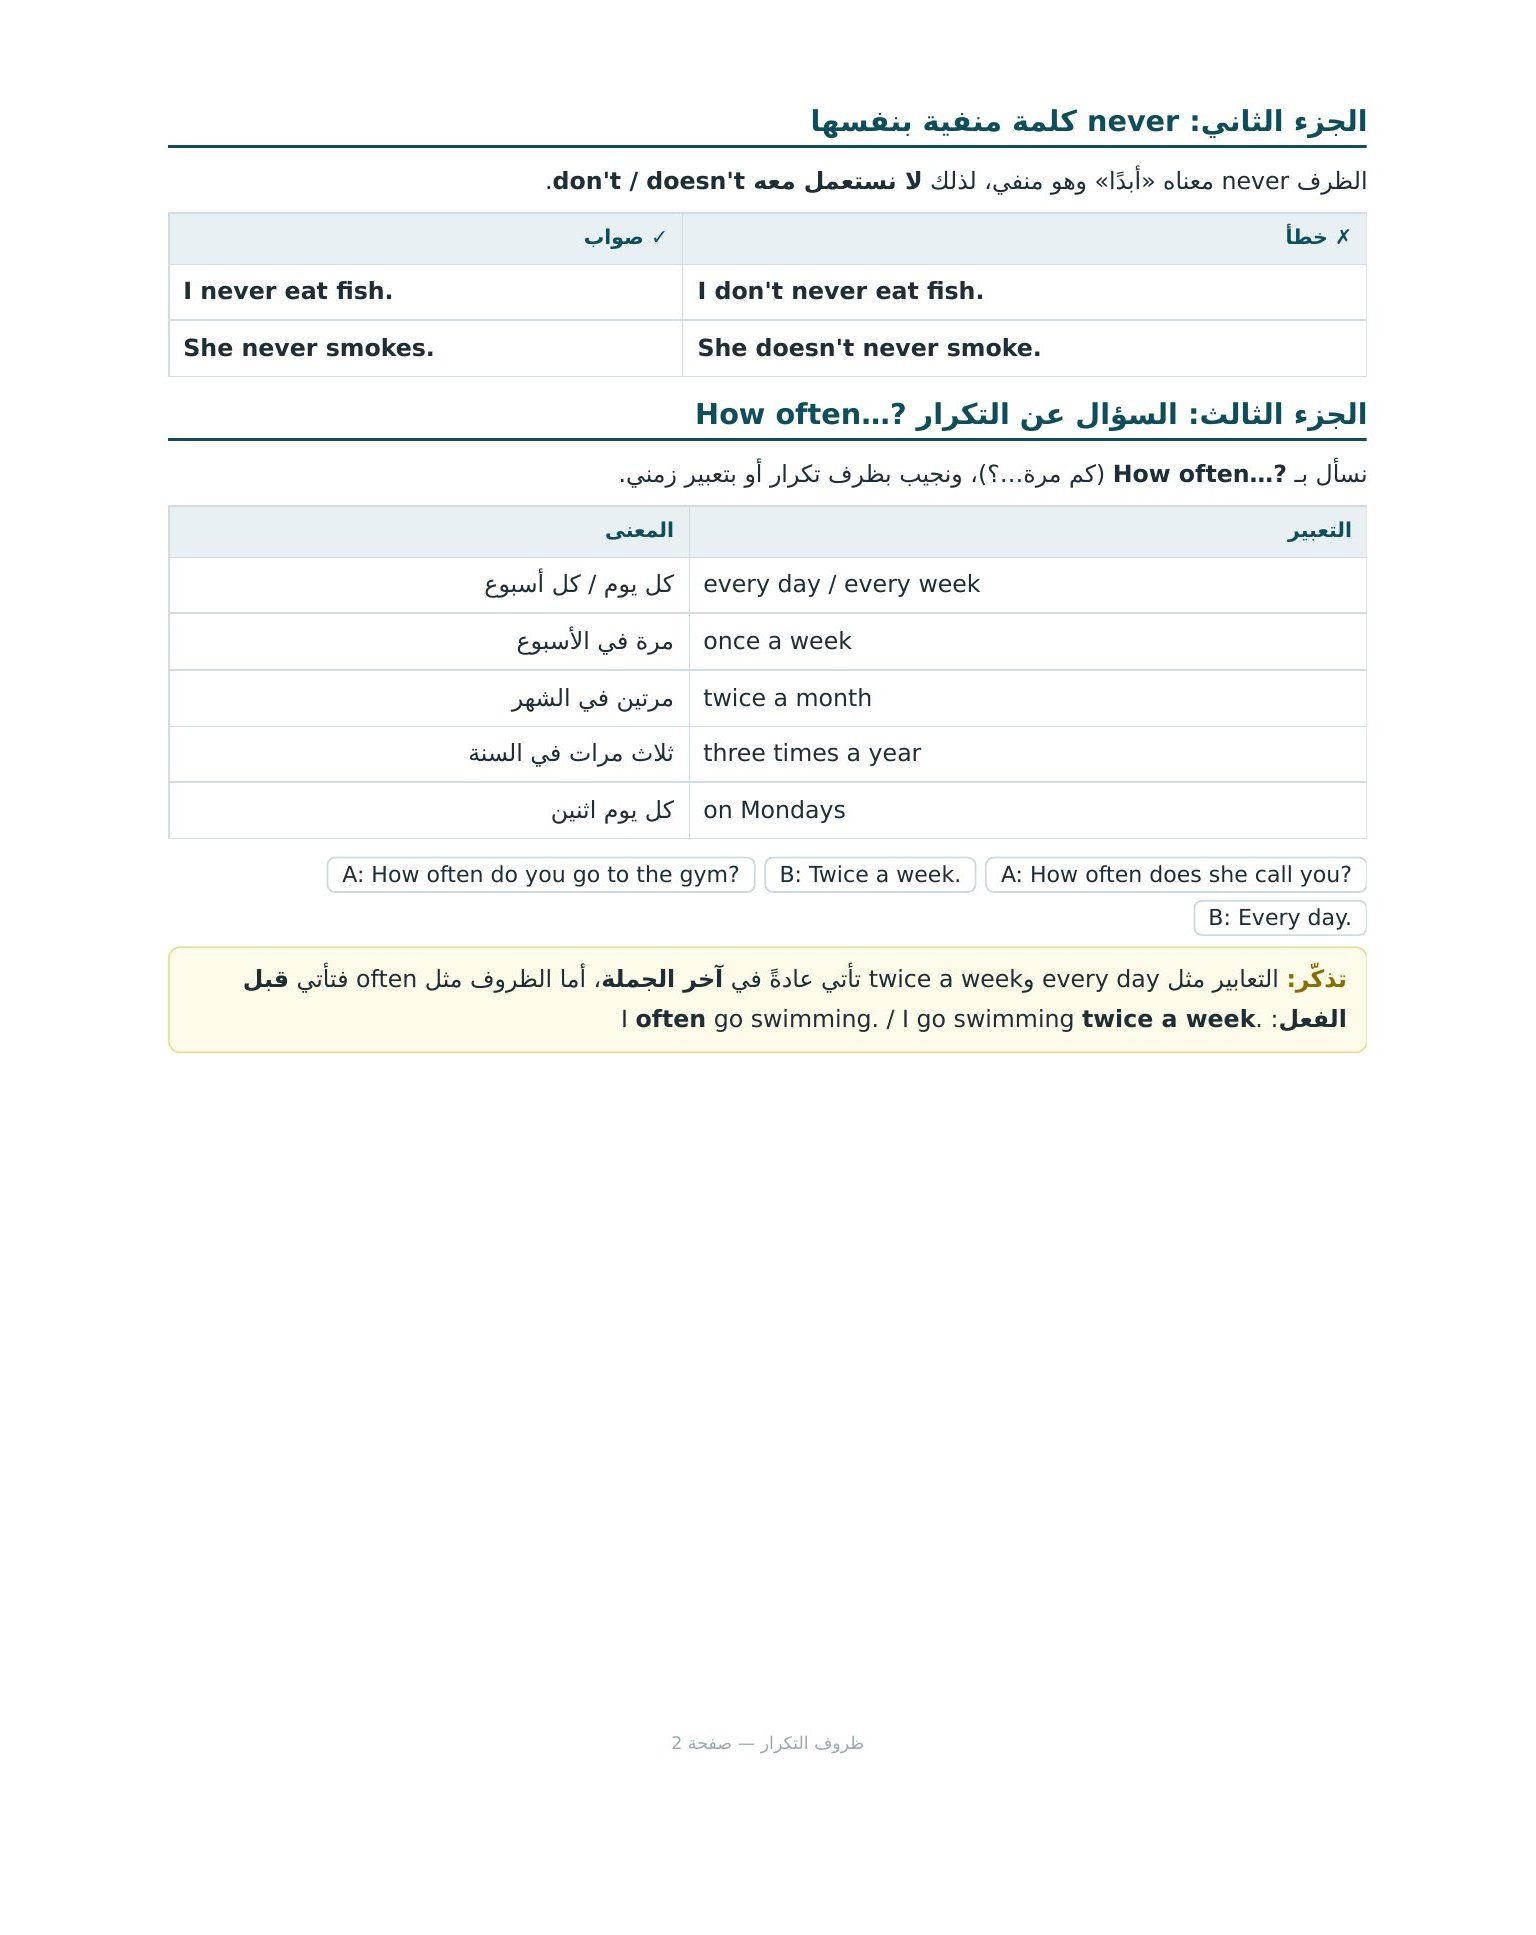 الجزء الثاني: never كلمة منفية بنفسها
الظرف never معناه «أبدًا» وهو منفي، لذلك لا نستعمل معه don't / doesn't.
✗ خطأ ✓ صواب
I don't never eat fish. I never eat fish.
She doesn't never smoke. She never smokes.
الجزء الثالث: السؤال عن التكرار How often…?
نسأل بـ How often…? (كم مرة…؟)، ونجيب بظرف تكرار أو بتعبير زمني.
التعبير المعنى
every day / every week كل يوم / كل أسبوع
once a week مرة في الأسبوع
twice a month مرتين في الشهر
three times a year ثلاث مرات في السنة
on Mondays كل يوم اثنين
A: How often do you go to the gym? B: Twice a week. A: How often does she call you?
B: Every day.
تذكّر: التعابير مثل every day وtwice a week تأتي عادةً في آخر الجملة، أما الظروف مثل often فتأتي قبل
الفعل: I often go swimming. / I go swimming twice a week.
ظروف التكرار — صفحة 2